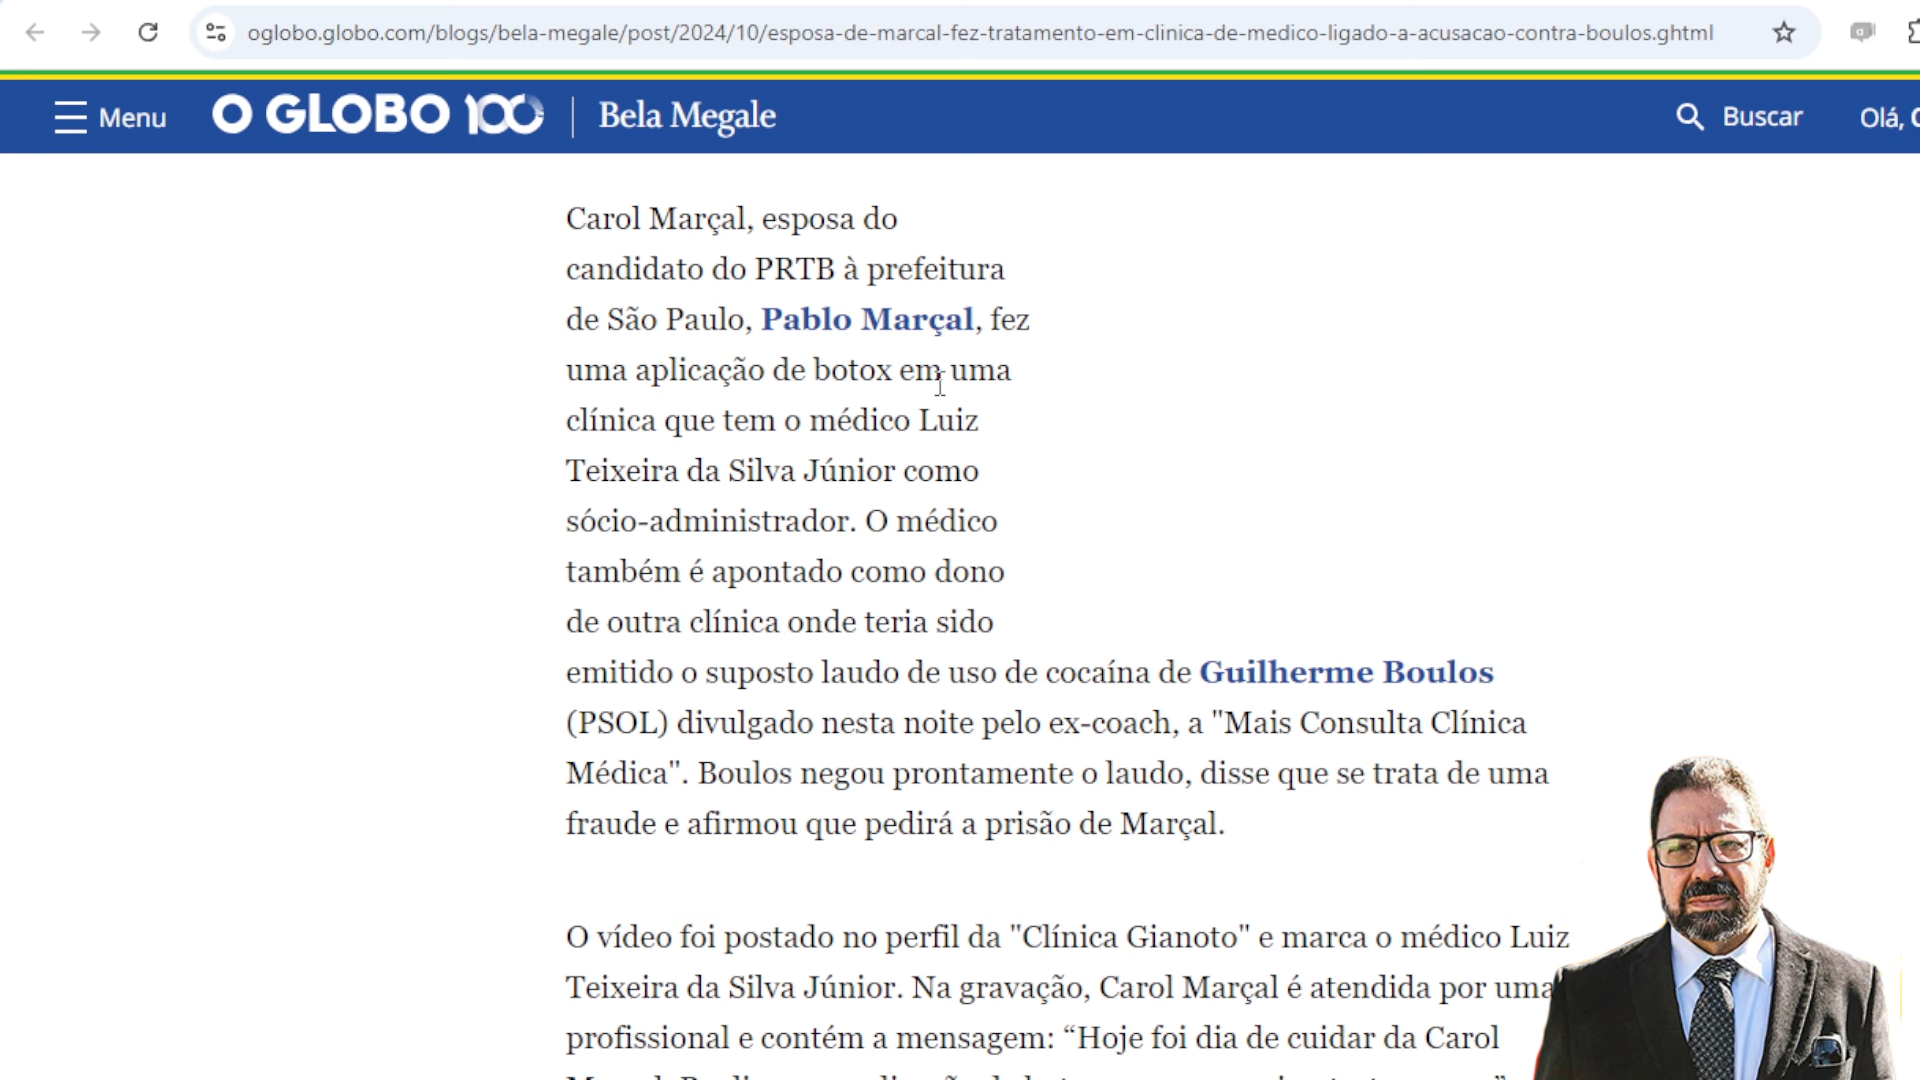 oglobo.globo.com/blogs/bela-megale/post/2024/10/esposa-de-marcal-fez-tratamento-em-clinica-de-medico-ligado-a-acusacao-contra-boulos.ghtml
Menu O GLOBO 100 Bela Megale Buscar Olá,
Carol Marçal, esposa do
candidato do PRTB à prefeitura
de São Paulo, Pablo Marçal, fez
uma aplicação de botox em uma
clínica que tem o médico Luiz
Teixeira da Silva Júnior como
sócio-administrador. O médico
também é apontado como dono
de outra clínica onde teria sido
emitido o suposto laudo de uso de cocaína de Guilherme Boulos
(PSOL) divulgado nesta noite pelo ex-coach, a "Mais Consulta Clínica
Médica". Boulos negou prontamente o laudo, disse que se trata de uma
fraude e afirmou que pedirá a prisão de Marçal.
O vídeo foi postado no perfil da "Clínica Gianoto" e marca o médico Luiz
Teixeira da Silva Júnior. Na gravação, Carol Marçal é atendida por uma
profissional e contém a mensagem: “Hoje foi dia de cuidar da Carol